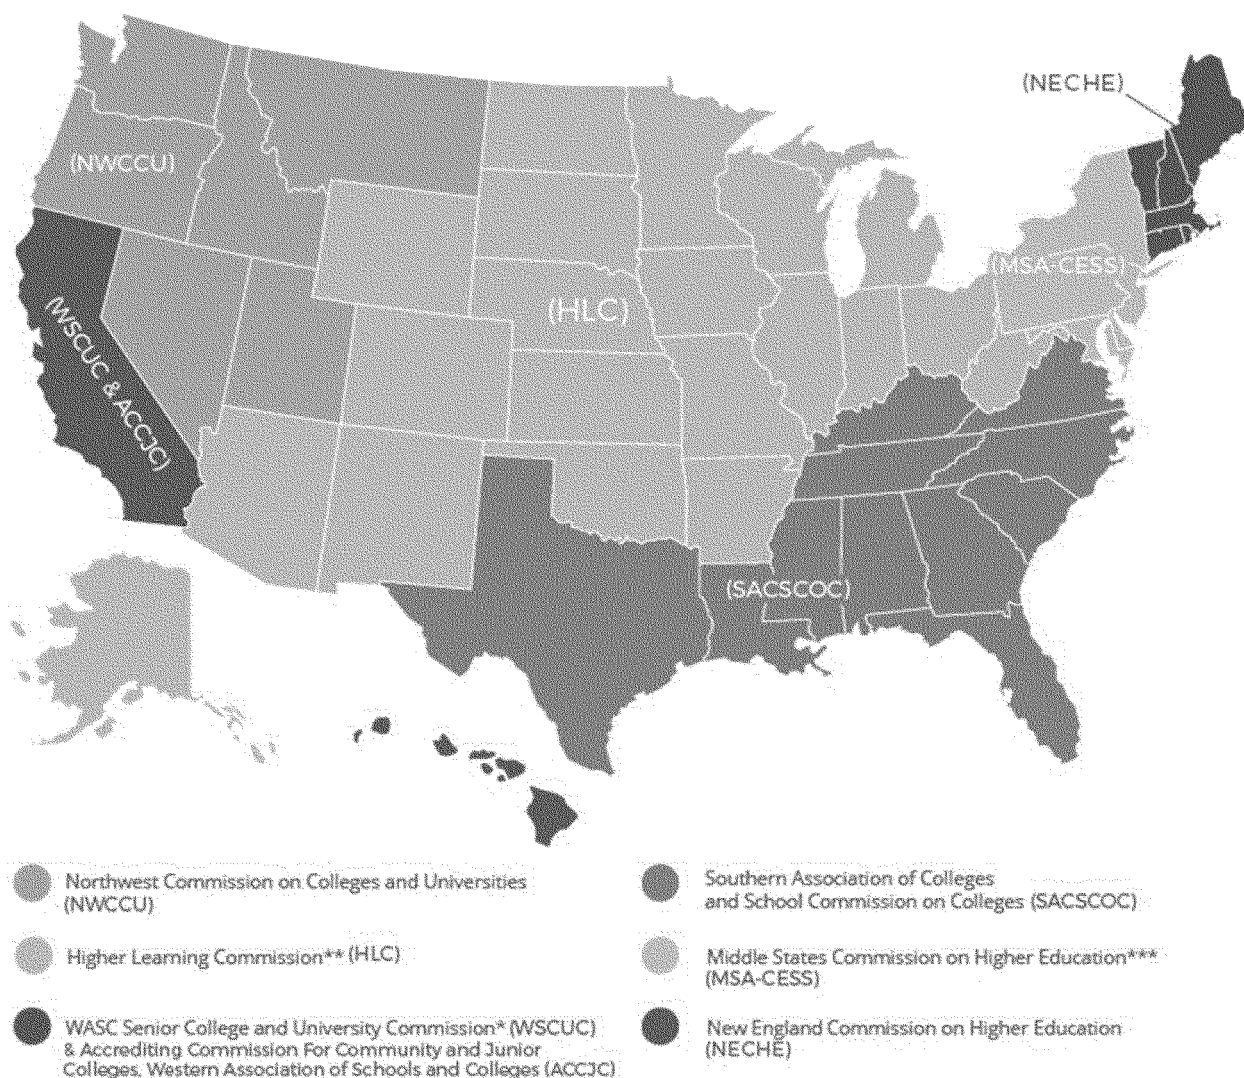 (NECHE)
(NWCCU)
(MSA-CESS)
(HLC)
(WSCUC & ACCJC)
(SACSCOC)
Northwest Commission on Colleges and Universities
(NWCCU)
Higher Learning Commission** (HLC)
WASC Senior College and University Commission* (WSCUC)
& Accrediting Commission For Community and Junior
Colleges, Western Association of Schools and Colleges (ACCJC)
Southern Association of Colleges
and School Commission on Colleges (SACSCOC)
Middle States Commission on Higher Education***
(MSA-CESS)
New England Commission on Higher Education
(NECHE)